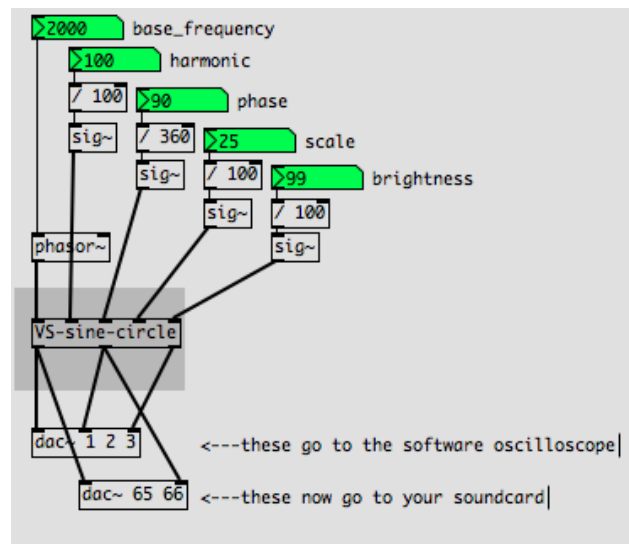 2000 base_frequency
100 harmonic
/ 100 90 phase
sig~ / 360 25 scale
sig~ / 100 99 brightness
sig~ / 100
phasor~ sig~
VS-sine-circle
dac~ 1 2 3 <---these go to the software oscilloscope
dac~ 65 66 <---these now go to your soundcard